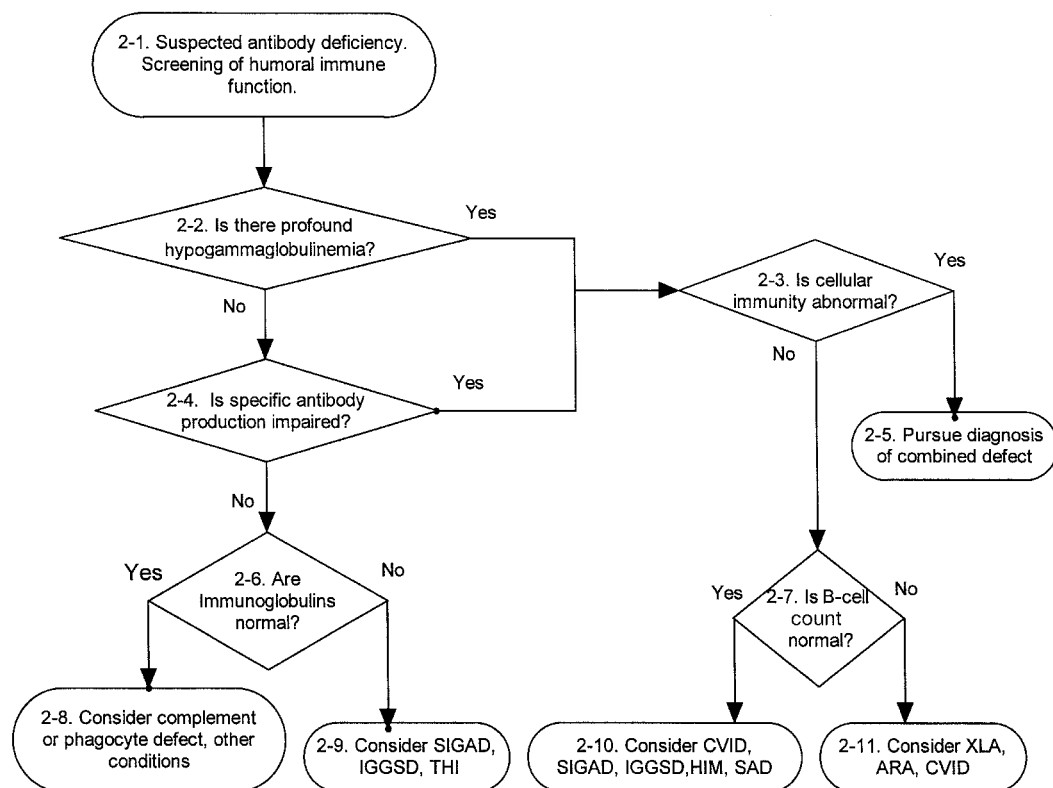 2-1. Suspected antibody deficiency.
Screening of humoral immune
function.
2-2. Is there profound
hypogammaglobulinemia?
Yes
No
2-3. Is cellular
immunity abnormal?
Yes
No
2-4. Is specific antibody
production impaired?
Yes
No
2-5. Pursue diagnosis
of combined defect
2-6. Are
Immunoglobulins
normal?
Yes
No
2-7. Is B-cell
count
normal?
Yes
No
2-8. Consider complement
or phagocyte defect, other
conditions
2-9. Consider SIGAD,
IGGSD, THI
2-10. Consider CVID,
SIGAD, IGGSD,HIM, SAD
2-11. Consider XLA,
ARA, CVID